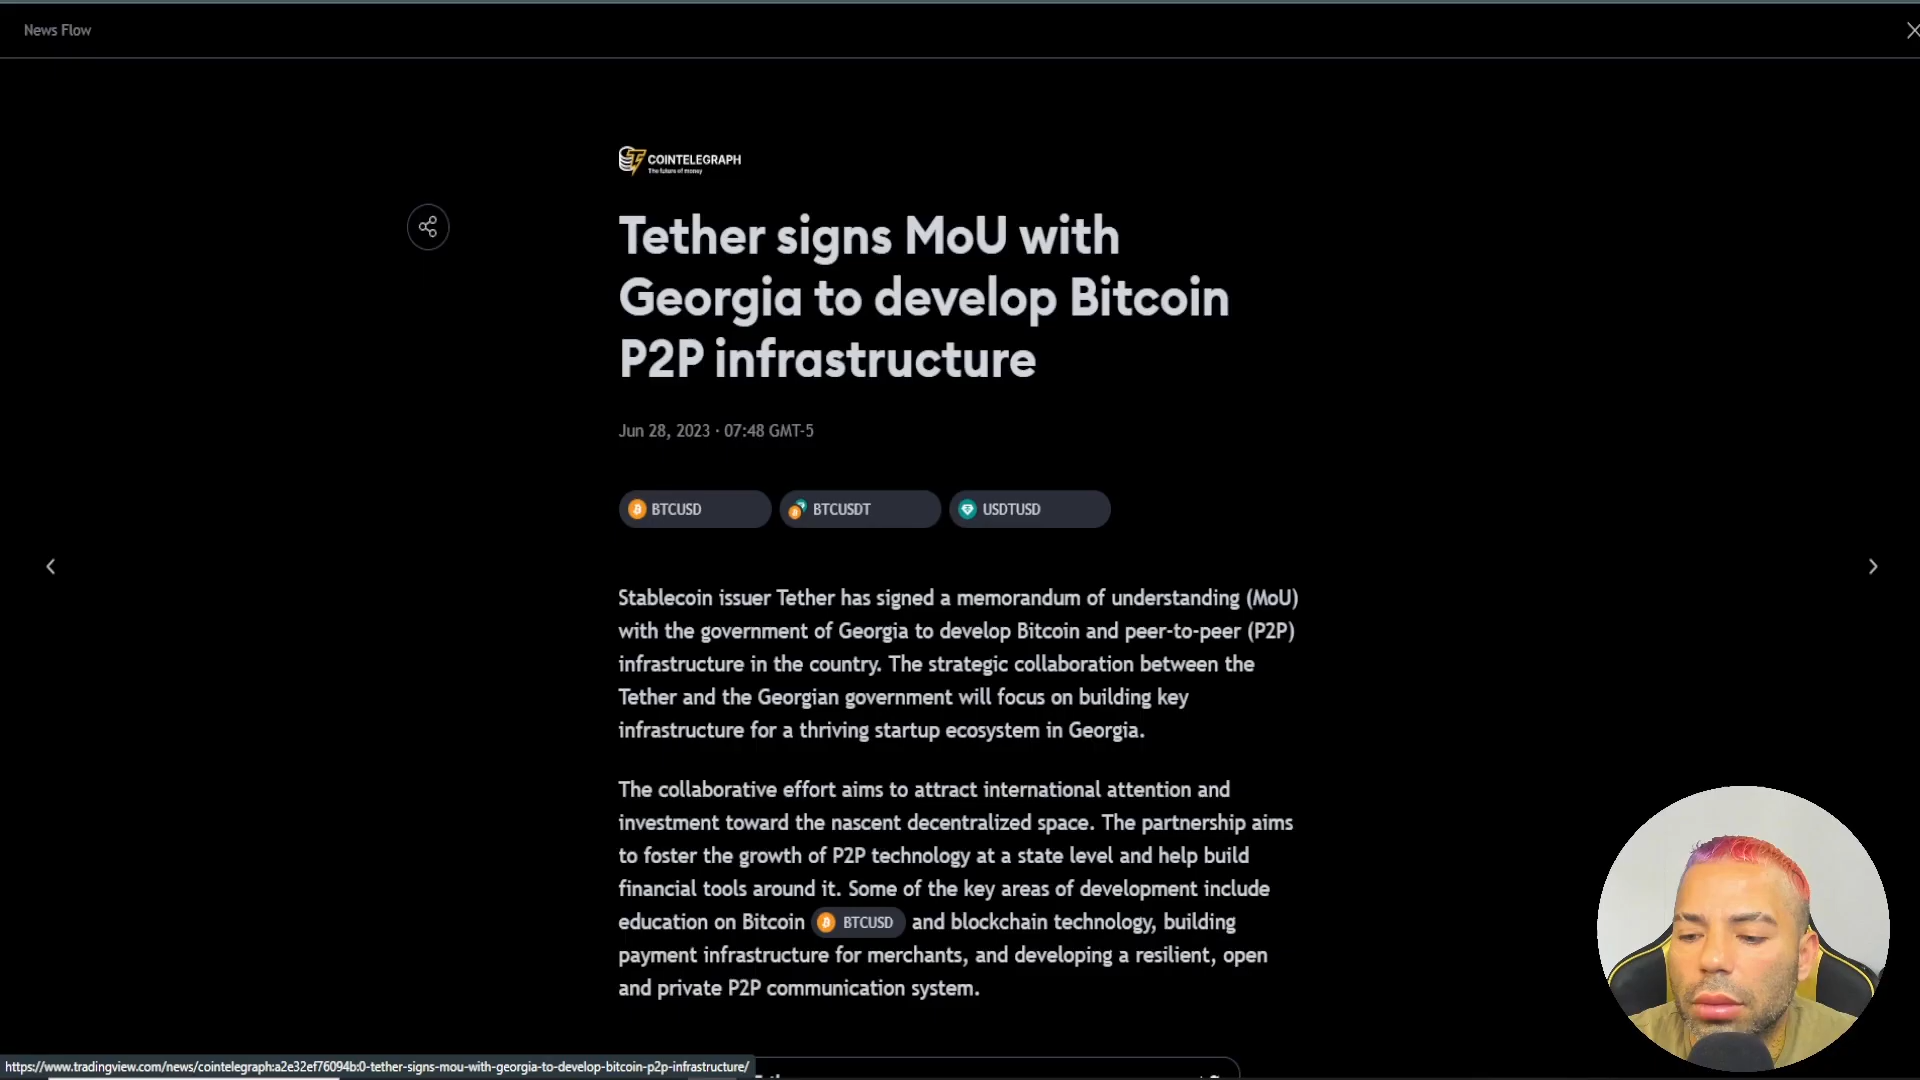 News Flow
COINTELEGRAPH
The future of money
Tether signs MoU with
Georgia to develop Bitcoin
P2P infrastructure
Jun 28, 2023 · 07:48 GMT-5
BTCUSD BTCUSDT USDTUSD
Stablecoin issuer Tether has signed a memorandum of understanding (MoU)
with the government of Georgia to develop Bitcoin and peer-to-peer (P2P)
infrastructure in the country. The strategic collaboration between the
Tether and the Georgian government will focus on building key
infrastructure for a thriving startup ecosystem in Georgia.
The collaborative effort aims to attract international attention and
investment toward the nascent decentralized space. The partnership aims
to foster the growth of P2P technology at a state level and help build
financial tools around it. Some of the key areas of development include
education on Bitcoin BTCUSD and blockchain technology, building
payment infrastructure for merchants, and developing a resilient, open
and private P2P communication system.
https://www.tradingview.com/news/cointelegraph:a2e32ef76094b:0-tether-signs-mou-with-georgia-to-develop-bitcoin-p2p-infrastructure/